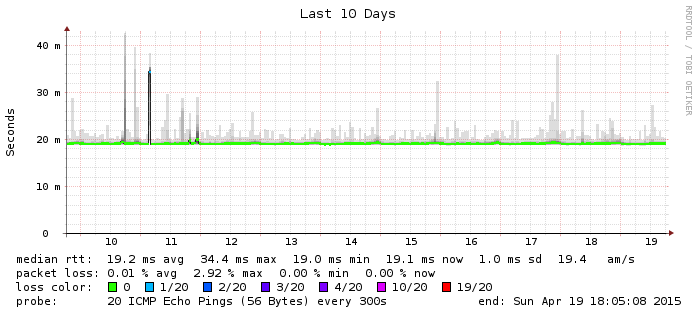 Last 10 Days
RRDTOOL / TOBI OETIKER
Seconds
40 m
30 m
20 m
10 m
0
10 11 12 13 14 15 16 17 18 19
median rtt: 19.2 ms avg 34.4 ms max 19.0 ms min 19.1 ms now 1.0 ms sd 19.4 am/s
packet loss: 0.01 % avg 2.92 % max 0.00 % min 0.00 % now
loss color: 0 1/20 2/20 3/20 4/20 10/20 19/20
probe: 20 ICMP Echo Pings (56 Bytes) every 300s end: Sun Apr 19 18:05:08 2015